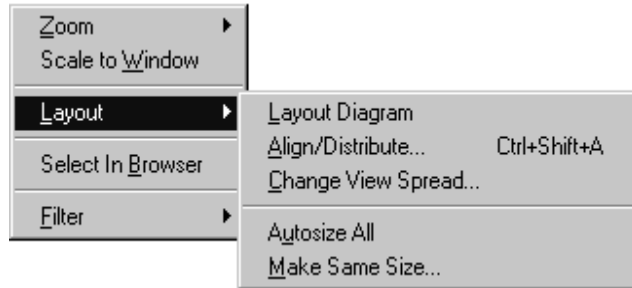 Zoom
Scale to Window
Layout
Select In Browser
Filter
Layout Diagram
Align/Distribute... Ctrl+Shift+A
Change View Spread...
Autosize All
Make Same Size...